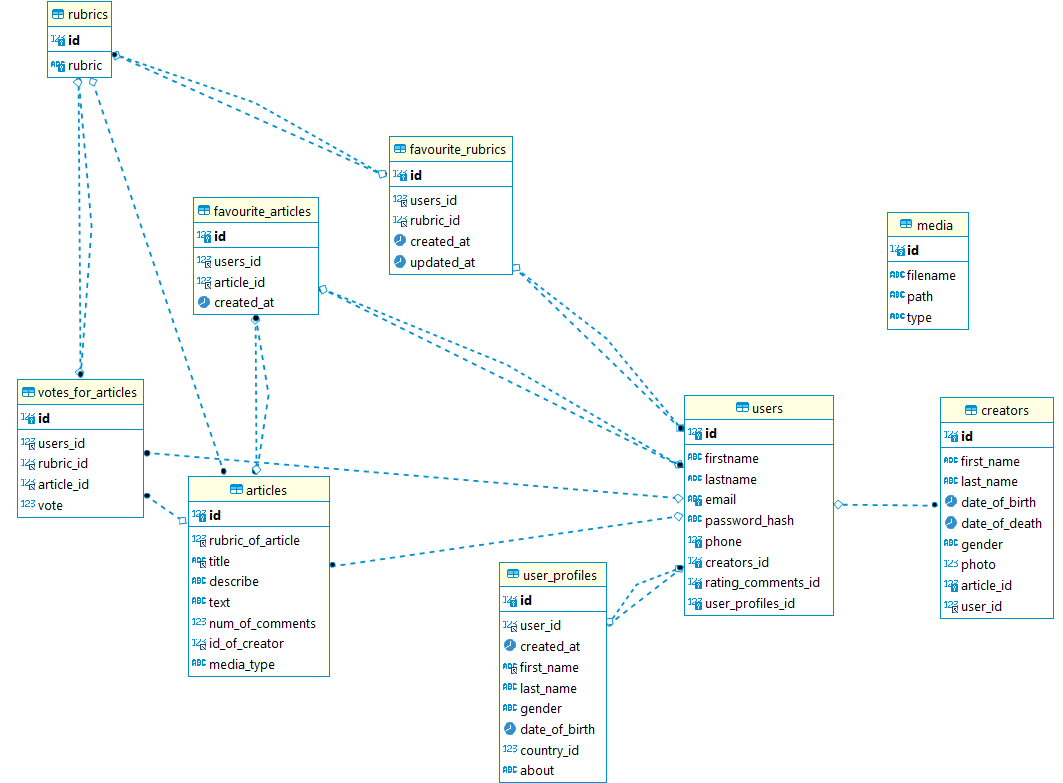 rubrics
id
rubric
favourite_rubrics
id
users_id
rubric_id
created_at
updated_at
favourite_articles
id
users_id
article_id
created_at
media
id
filename
path
type
votes_for_articles
id
users_id
rubric_id
article_id
vote
users
id
firstname
lastname
email
password_hash
phone
creators_id
rating_comments_id
user_profiles_id
creators
id
first_name
last_name
date_of_birth
date_of_death
gender
photo
article_id
user_id
articles
id
rubric_of_article
title
describe
text
num_of_comments
id_of_creator
media_type
user_profiles
id
user_id
created_at
first_name
last_name
gender
date_of_birth
country_id
about